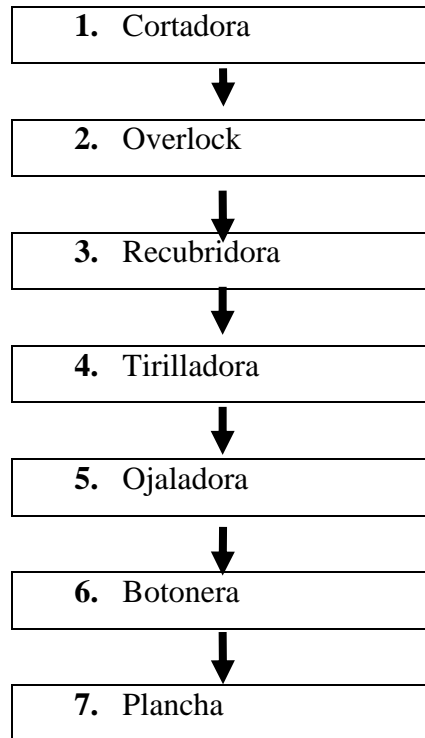 1. Cortadora
2. Overlock
3. Recubridora
4. Tirilladora
5. Ojaladora
6. Botonera
7. Plancha